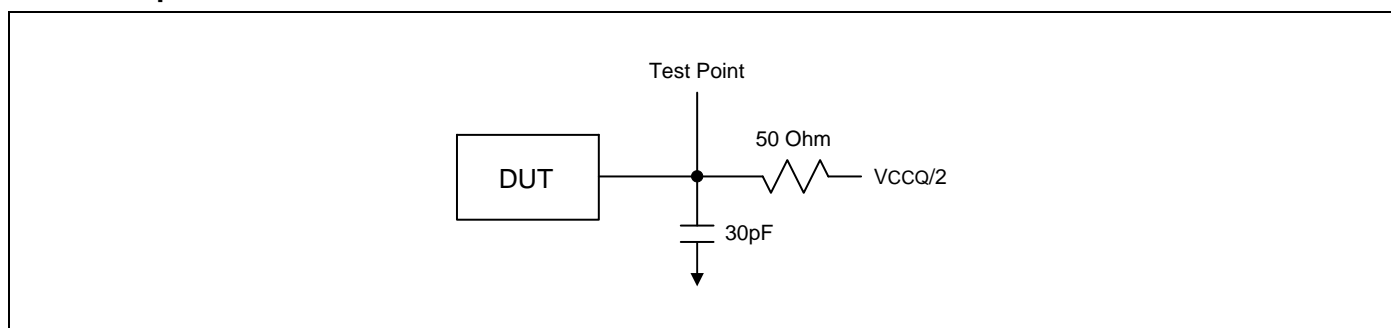 Test Point
50 Ohm
DUT
VCCQ/2
30pF